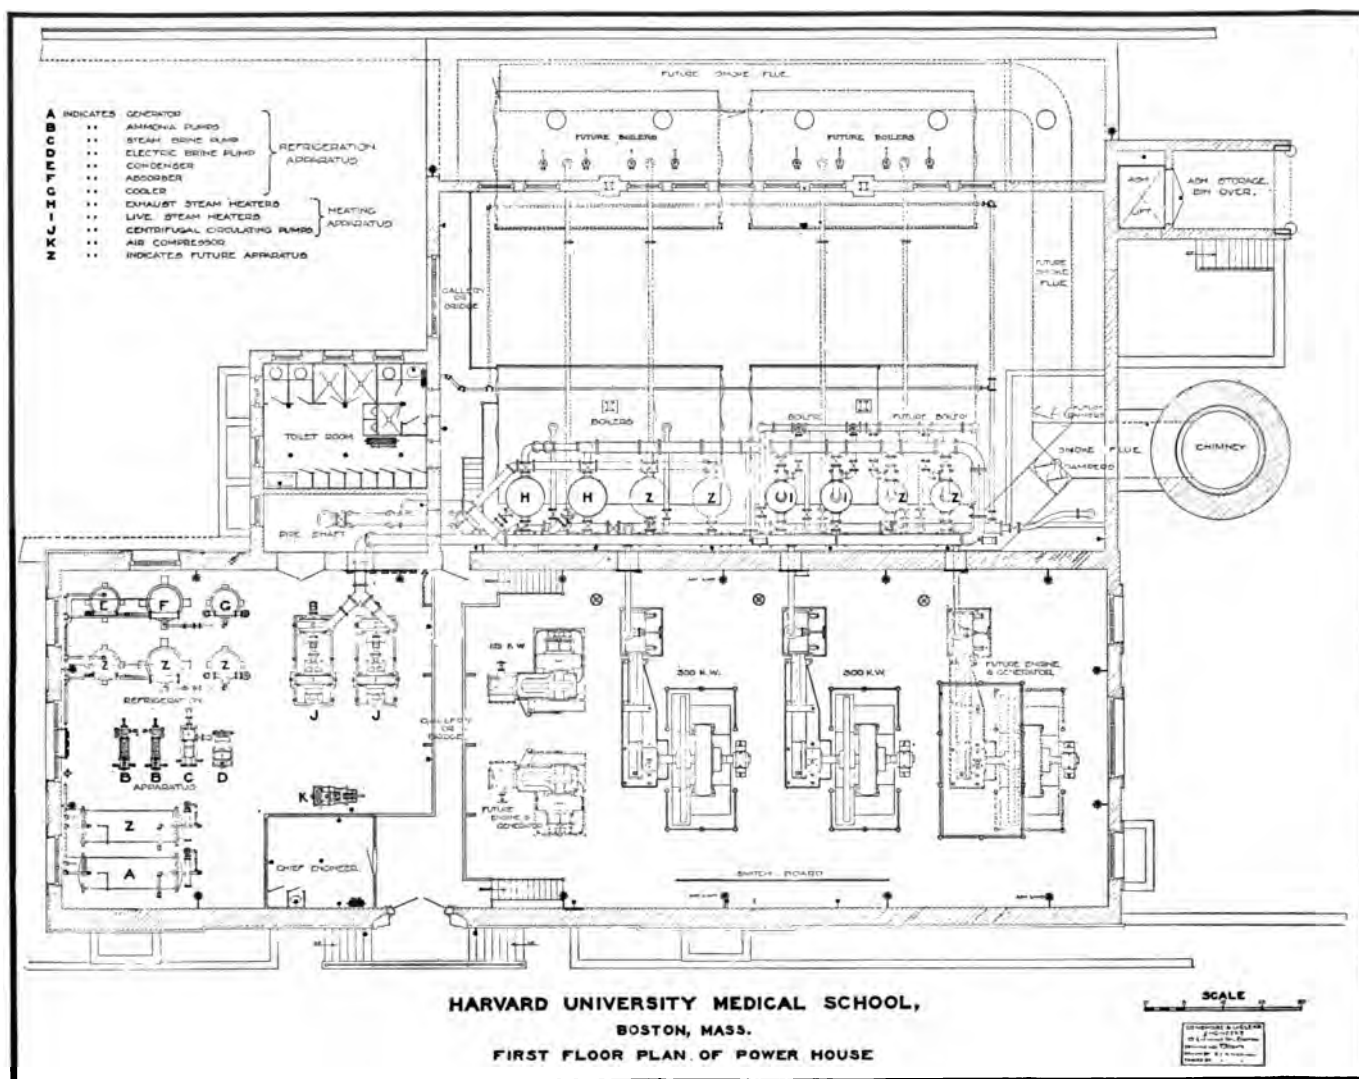 FUTURE SMOKE FLUE
A INDICATES GENERATOR
B " AMMONIA PUMPS
C " STEAM BRINE PUMP
D " ELECTRIC BRINE PUMP
E " CONDENSER
F " ABSORBER
G " COOLER
REFRIGERATION
APPARATUS
H " EXHAUST STEAM HEATERS
I " LIVE STEAM HEATERS
J " CENTRIFUGAL CIRCULATING PUMPS
HEATING
APPARATUS
K " AIR COMPRESSOR
Z " INDICATES FUTURE APPARATUS
FUTURE BOILERS
FUTURE BOILERS
ASH
LIFT
ASH STORAGE
BIN OVER
GALLERY
OR
BRIDGE
FUTURE
SMOKE
FLUE
BOILERS
BOILER
FUTURE BOILER
TOILET ROOM
SMOKE FLUE
DAMPERS
CHIMNEY
H
H
Z
Z
I
I
Z
Z
PIPE SHAFT
E
F
G
B
Z
Z
Z
REFRIGERATION
J
J
K.W.
300 K.W.
FUTURE ENGINE
& GENERATOR
GALLERY
OR
BRIDGE
B
B
C
D
APPARATUS
K
FUTURE
ENGINE &
GENERATOR
Z
A
CHIEF ENGINEER
SWITCH BOARD
HARVARD UNIVERSITY MEDICAL SCHOOL,
BOSTON, MASS.
FIRST FLOOR PLAN OF POWER HOUSE
SCALE
ENGINEERS